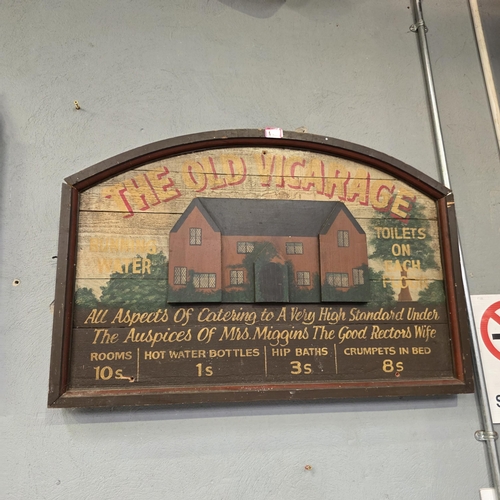 THE OLD VICARAGE
WATER
TOILETS
ON
EACH
All Aspects Of Catering to A Very High Standard Under
The Auspices Of Mrs. Miggins The Good Rectors Wife
ROOMS HOT WATER BOTTLES HIP BATHS CRUMPETS IN BED
10s 1s 3s 8s